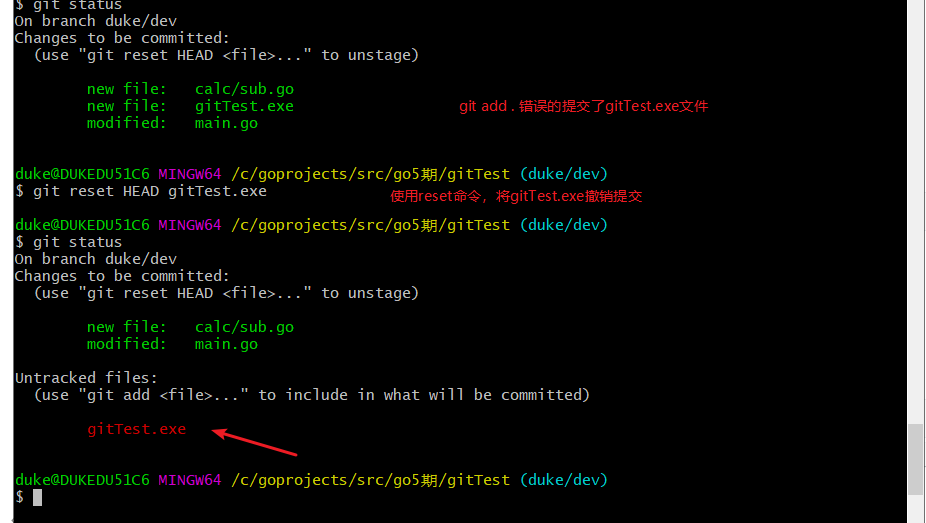 $ git status
On branch duke/dev
Changes to be committed:
(use "git reset HEAD <file>..." to unstage)
new file: calc/sub.go
new file: gitTest.exe git add . 错误的提交了gitTest.exe文件
modified: main.go
duke@DUKEDU51C6 MINGW64 /c/goprojects/src/go5期/gitTest (duke/dev)
$ git reset HEAD gitTest.exe 使用reset命令，将gitTest.exe撤销提交
duke@DUKEDU51C6 MINGW64 /c/goprojects/src/go5期/gitTest (duke/dev)
$ git status
On branch duke/dev
Changes to be committed:
(use "git reset HEAD <file>..." to unstage)
new file: calc/sub.go
modified: main.go
Untracked files:
(use "git add <file>..." to include in what will be committed)
gitTest.exe
duke@DUKEDU51C6 MINGW64 /c/goprojects/src/go5期/gitTest (duke/dev)
$